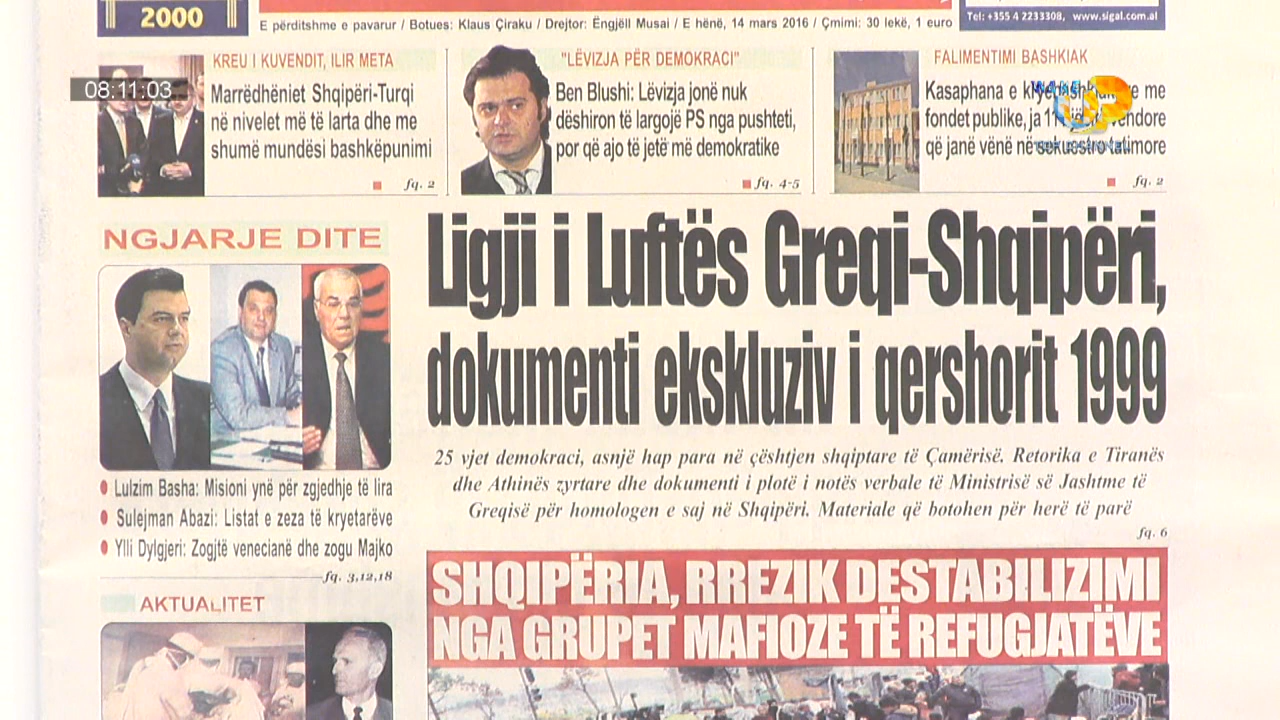 2000
E përditshme e pavarur / Botues: Klaus Çiraku / Drejtor: Ëngjëll Musai / E hënë, 14 mars 2016 / Çmimi: 30 lekë, 1 euro
Tel: +355 4 2233308, www.sigal.com.al
08:11:03
KREU I KUVENDIT, ILIR META
Marrëdhëniet Shqipëri-Turqi
në nivelet më të larta dhe me
shumë mundësi bashkëpunimi
fq. 2
"LËVIZJA PËR DEMOKRACI"
Ben Blushi: Lëvizja jonë nuk
dëshiron të largojë PS nga pushteti,
por që ajo të jetë më demokratike
fq. 4-5
FALIMENTIMI BASHKIAK
Kasaphana e me
fondet publike, ja
që janë vënë në sekuestro tatimore
fq. 2
UP
NGJARJE DITE
Lulzim Basha: Misioni ynë për zgjedhje të lira
Sulejman Abazi: Listat e zeza të kryetarëve
Ylli Dylgjeri: Zogjtë venecianë dhe zogu Majko
fq. 3,12,18
AKTUALITET
Ligji i Luftës Greqi-Shqipëri,
dokumenti ekskluziv i qershorit 1999
25 vjet demokraci, asnjë hap para në çështjen shqiptare të Çamërisë. Retorika e Tiranës
dhe Athinës zyrtare dhe dokumenti i plotë i notës verbale të Ministrisë së Jashtme të
Greqisë për homologen e saj në Shqipëri. Materiale që botohen për herë të parë
fq. 6
SHQIPËRIA, RREZIK DESTABILIZIMI
NGA GRUPET MAFIOZE TË REFUGJATËVE